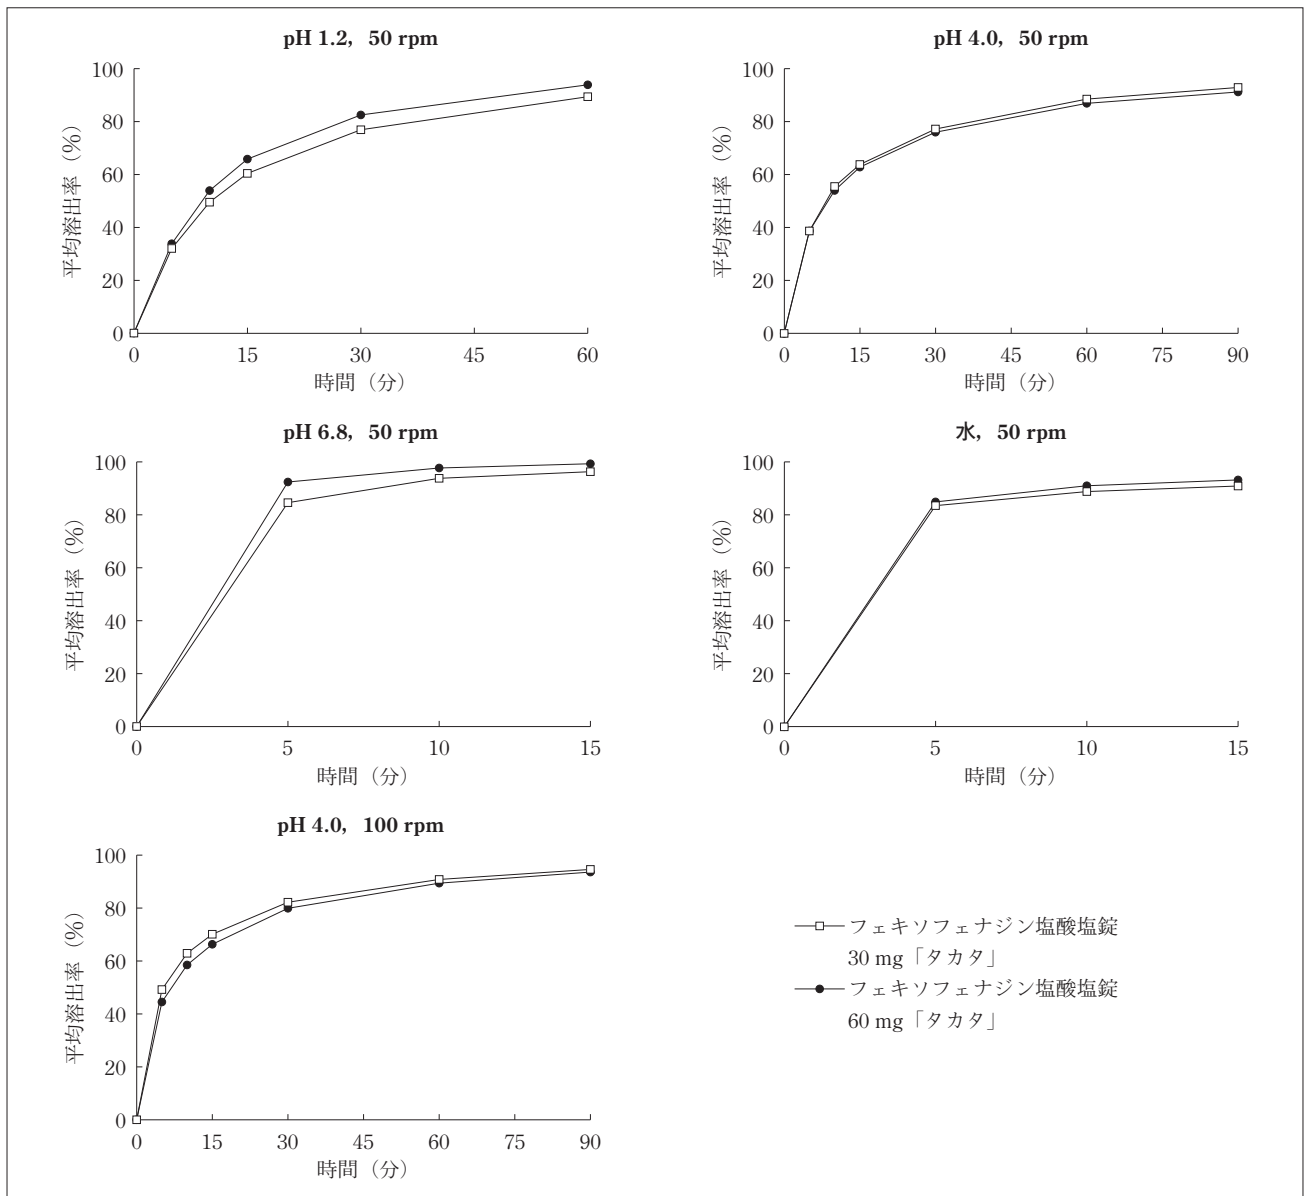 pH 1.2, 50 rpm
平均溶出率（%）
100
80
60
40
20
0
0 15 30 45 60
時間（分）
pH 4.0, 50 rpm
平均溶出率（%）
100
80
60
40
20
0
0 15 30 45 60 75 90
時間（分）
pH 6.8, 50 rpm
平均溶出率（%）
100
80
60
40
20
0
0 5 10 15
時間（分）
水, 50 rpm
平均溶出率（%）
100
80
60
40
20
0
0 5 10 15
時間（分）
pH 4.0, 100 rpm
平均溶出率（%）
100
80
60
40
20
0
0 15 30 45 60 75 90
時間（分）
フェキソフェナジン塩酸塩錠
30 mg「タカタ」
フェキソフェナジン塩酸塩錠
60 mg「タカタ」